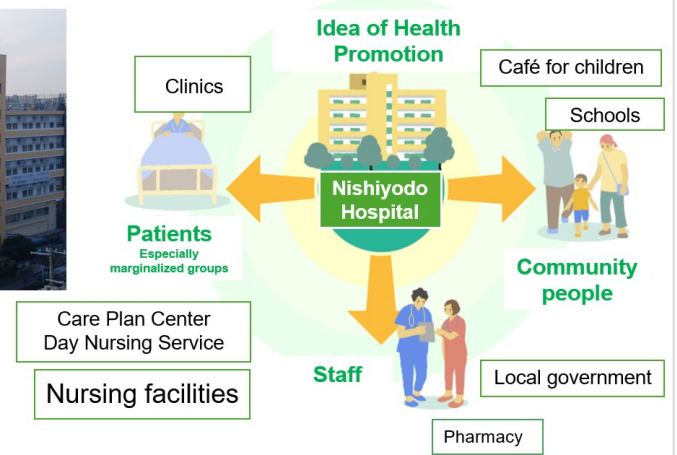 Idea of Health
Promotion
Clinics
Café for children
Schools
Nishiyodo
Hospital
Patients
Especially
marginalized groups
Community
people
Care Plan Center
Day Nursing Service
Nursing facilities
Staff
Local government
Pharmacy